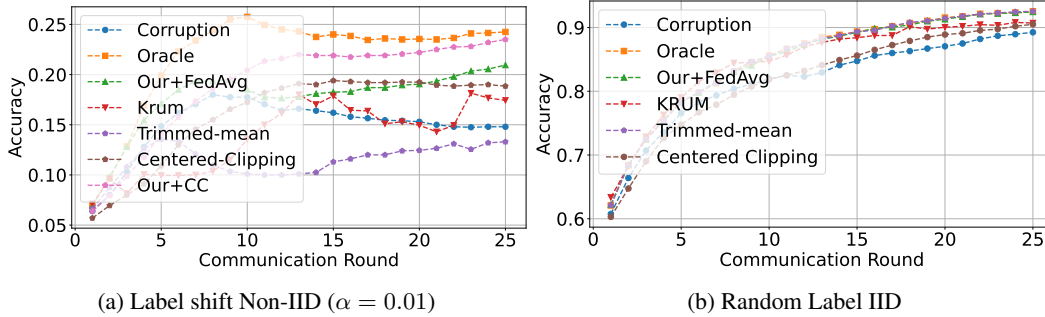 0.25
0.20
0.15
0.10
0.05
Accuracy
Corruption
Oracle
Our+FedAvg
Krum
Trimmed-mean
Centered-Clipping
Our+CC
0 5 10 15 20 25
Communication Round
(a) Label shift Non-IID (α = 0.01)
0.9
0.8
0.7
0.6
Accuracy
Corruption
Oracle
Our+FedAvg
KRUM
Trimmed-mean
Centered Clipping
0 5 10 15 20 25
Communication Round
(b) Random Label IID